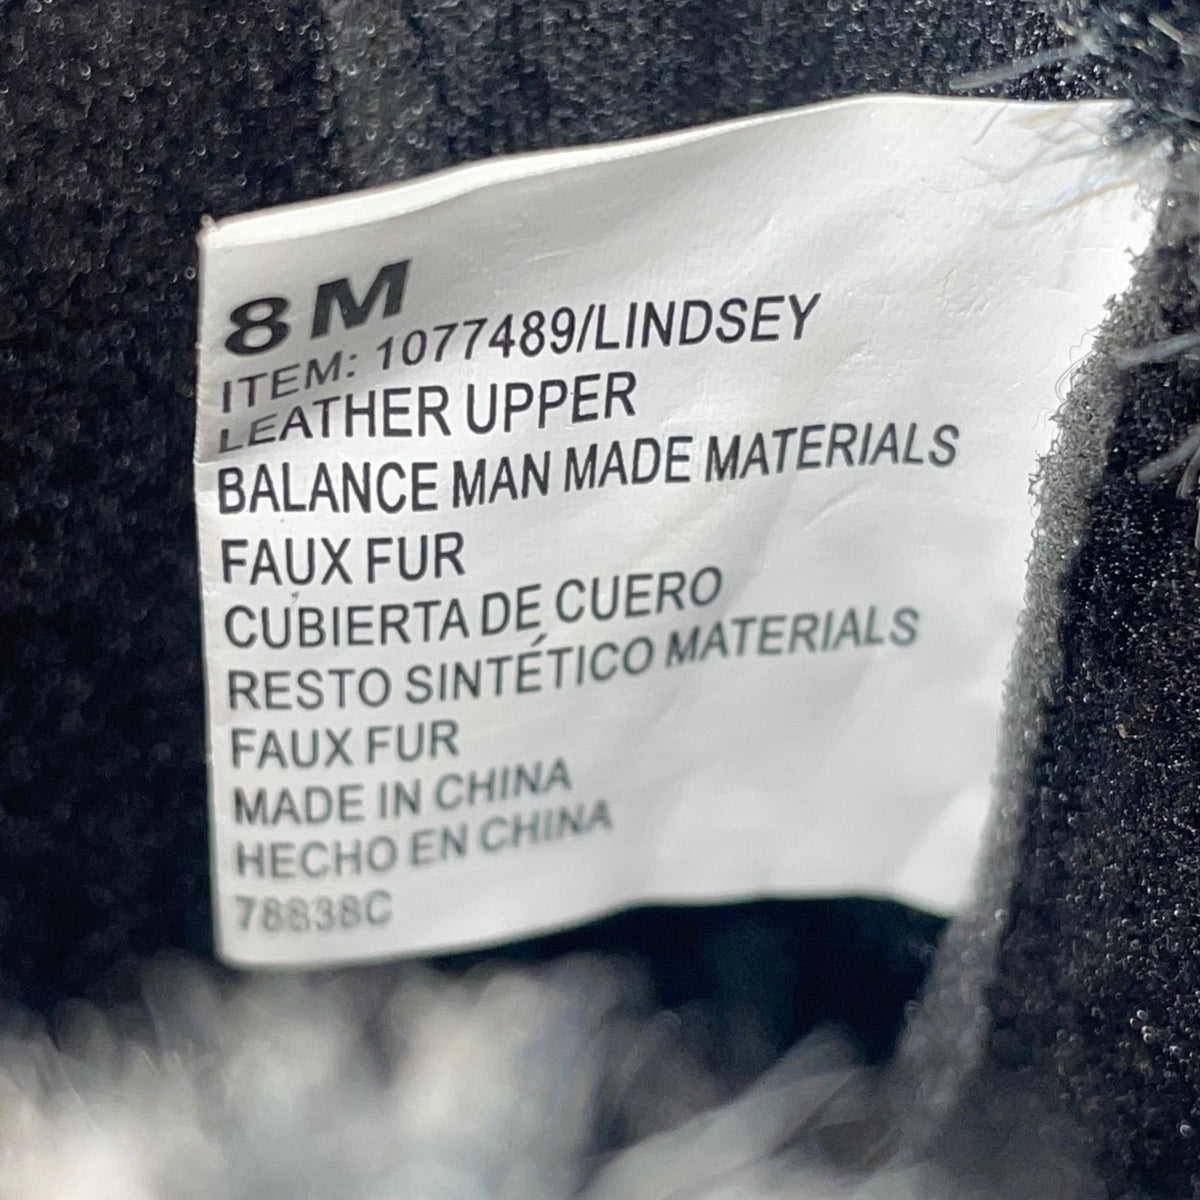 8 M
ITEM: 1077489/LINDSEY
LEATHER UPPER
BALANCE MAN MADE MATERIALS
FAUX FUR
CUBIERTA DE CUERO
RESTO SINTÉTICO MATERIALS
FAUX FUR
MADE IN CHINA
HECHO EN CHINA
78838C